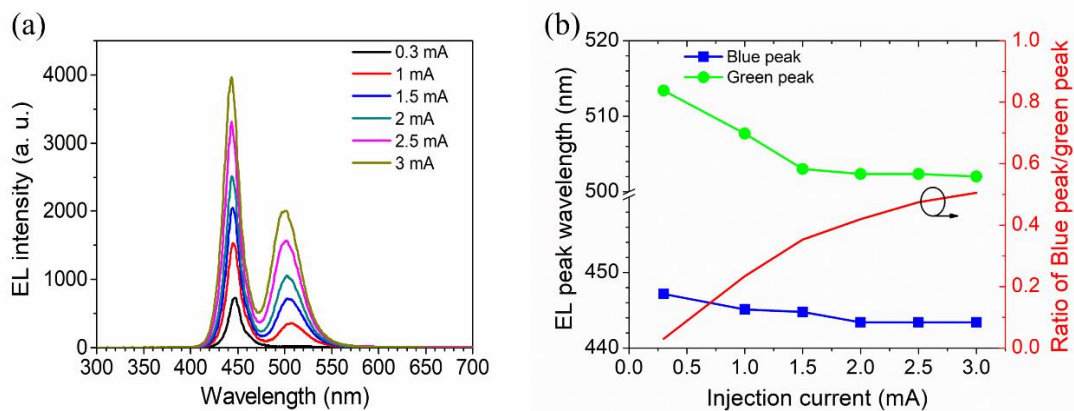 (a)
EL intensity (a. u.)
4000
3000
2000
1000
0
300 350 400 450 500 550 600 650 700
Wavelength (nm)
0.3 mA
1 mA
1.5 mA
2 mA
2.5 mA
3 mA
(b)
EL peak wavelength (nm)
520
510
500
450
440
Blue peak
Green peak
0.0 0.5 1.0 1.5 2.0 2.5 3.0
Injection current (mA)
1.0
0.8
0.6
0.4
0.2
0.0
Ratio of Blue peak/green peak